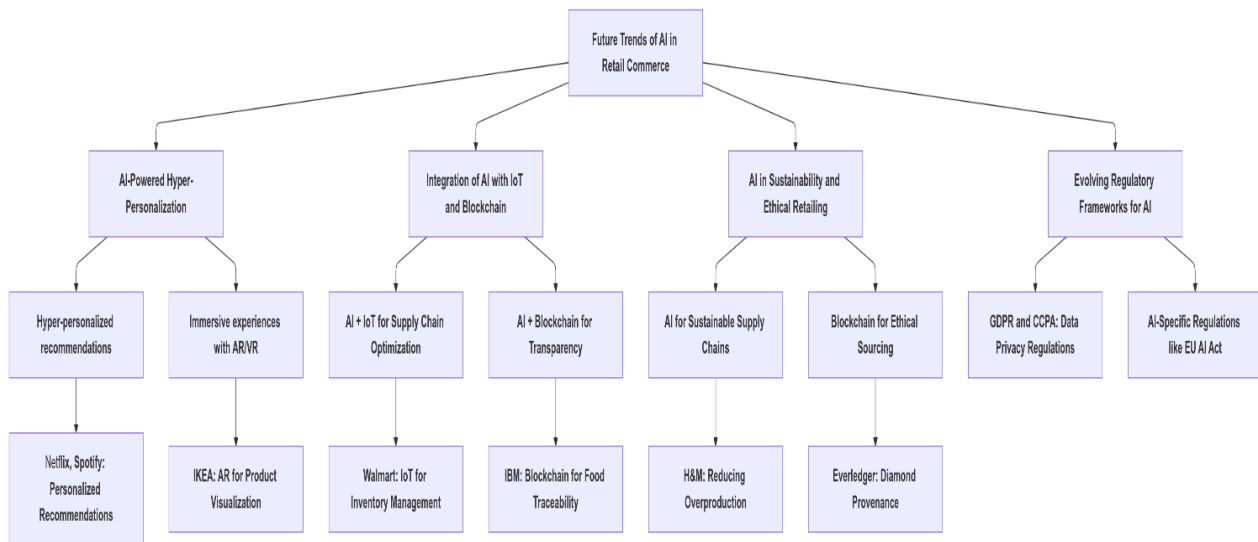 Future Trends of AI in
Retail Commerce
AI-Powered Hyper-
Personalization
Integration of AI with IoT
and Blockchain
AI in Sustainability and
Ethical Retailing
Evolving Regulatory
Frameworks for AI
Hyper-personalized
recommendations
Immersive experiences
with AR/VR
AI + IoT for Supply Chain
Optimization
AI + Blockchain for
Transparency
AI for Sustainable Supply
Chains
Blockchain for Ethical
Sourcing
GDPR and CCPA: Data
Privacy Regulations
AI-Specific Regulations
like EU AI Act
Netflix, Spotify:
Personalized
Recommendations
IKEA: AR for Product
Visualization
Walmart: IoT for
Inventory Management
IBM: Blockchain for Food
Traceability
H&M: Reducing
Overproduction
Everledger: Diamond
Provenance